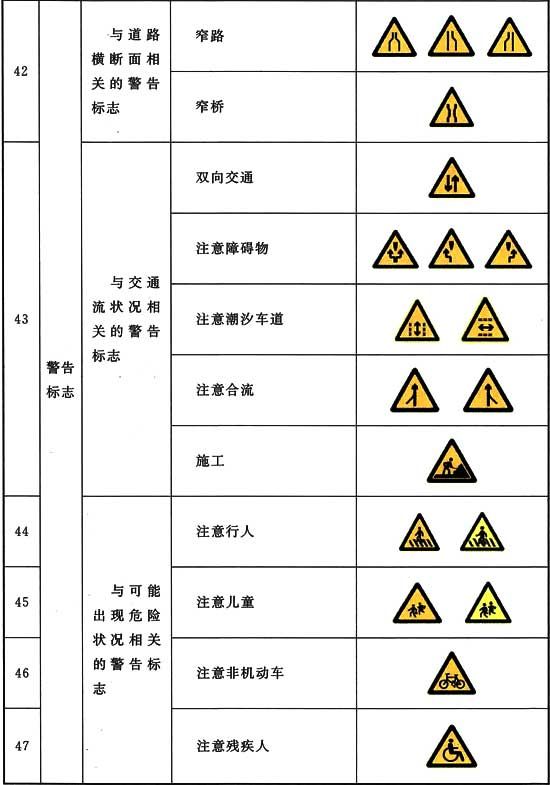 42
警告
标志
与道路
横断面相
关的警告
标志
窄路
窄桥
43
与交通
流状况相
关的警告
标志
双向交通
注意障碍物
注意潮汐车道
注意合流
施工
44
与可能
出现危险
状况相关
的警告标
志
注意行人
45
注意儿童
46
注意非机动车
47
注意残疾人